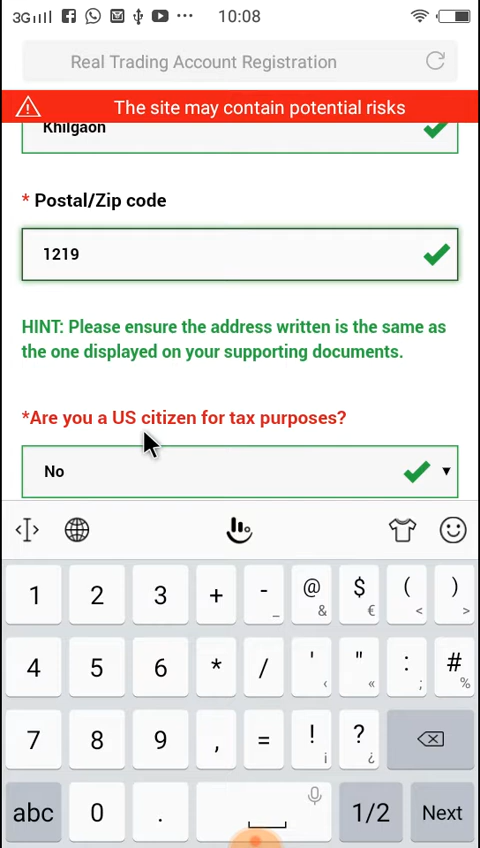 3G 10:08
Real Trading Account Registration
The site may contain potential risks
Khilgaon
* Postal/Zip code
1219
HINT: Please ensure the address written is the same as
the one displayed on your supporting documents.
*Are you a US citizen for tax purposes?
No ▼
1 2 3 + - _ @ & $ € ( < ) >
4 5 6 * / ' ‹ " « : ; # %
7 8 9 , = ! ¡ ? ¿
abc 0 . 1/2 Next